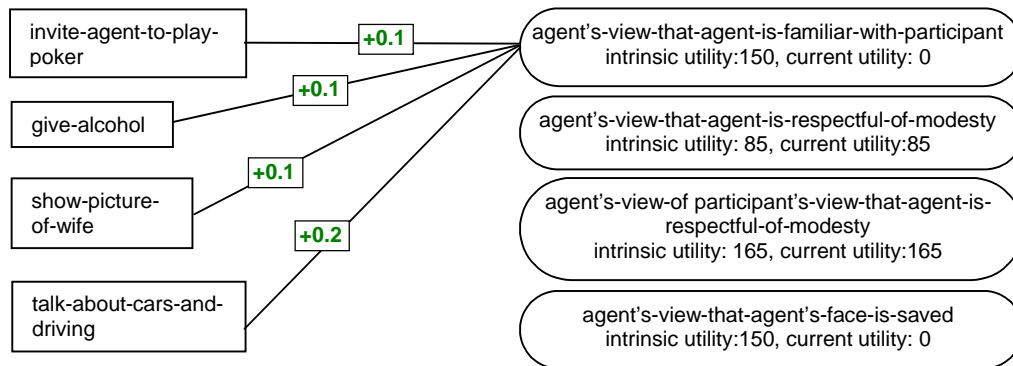 invite-agent-to-play-
poker
+0.1
agent's-view-that-agent-is-familiar-with-participant
intrinsic utility:150, current utility: 0
give-alcohol
+0.1
agent's-view-that-agent-is-respectful-of-modesty
intrinsic utility: 85, current utility:85
show-picture-
of-wife
+0.1
agent's-view-of participant's-view-that-agent-is-
respectful-of-modesty
intrinsic utility: 165, current utility:165
talk-about-cars-and-
driving
+0.2
agent's-view-that-agent's-face-is-saved
intrinsic utility:150, current utility: 0